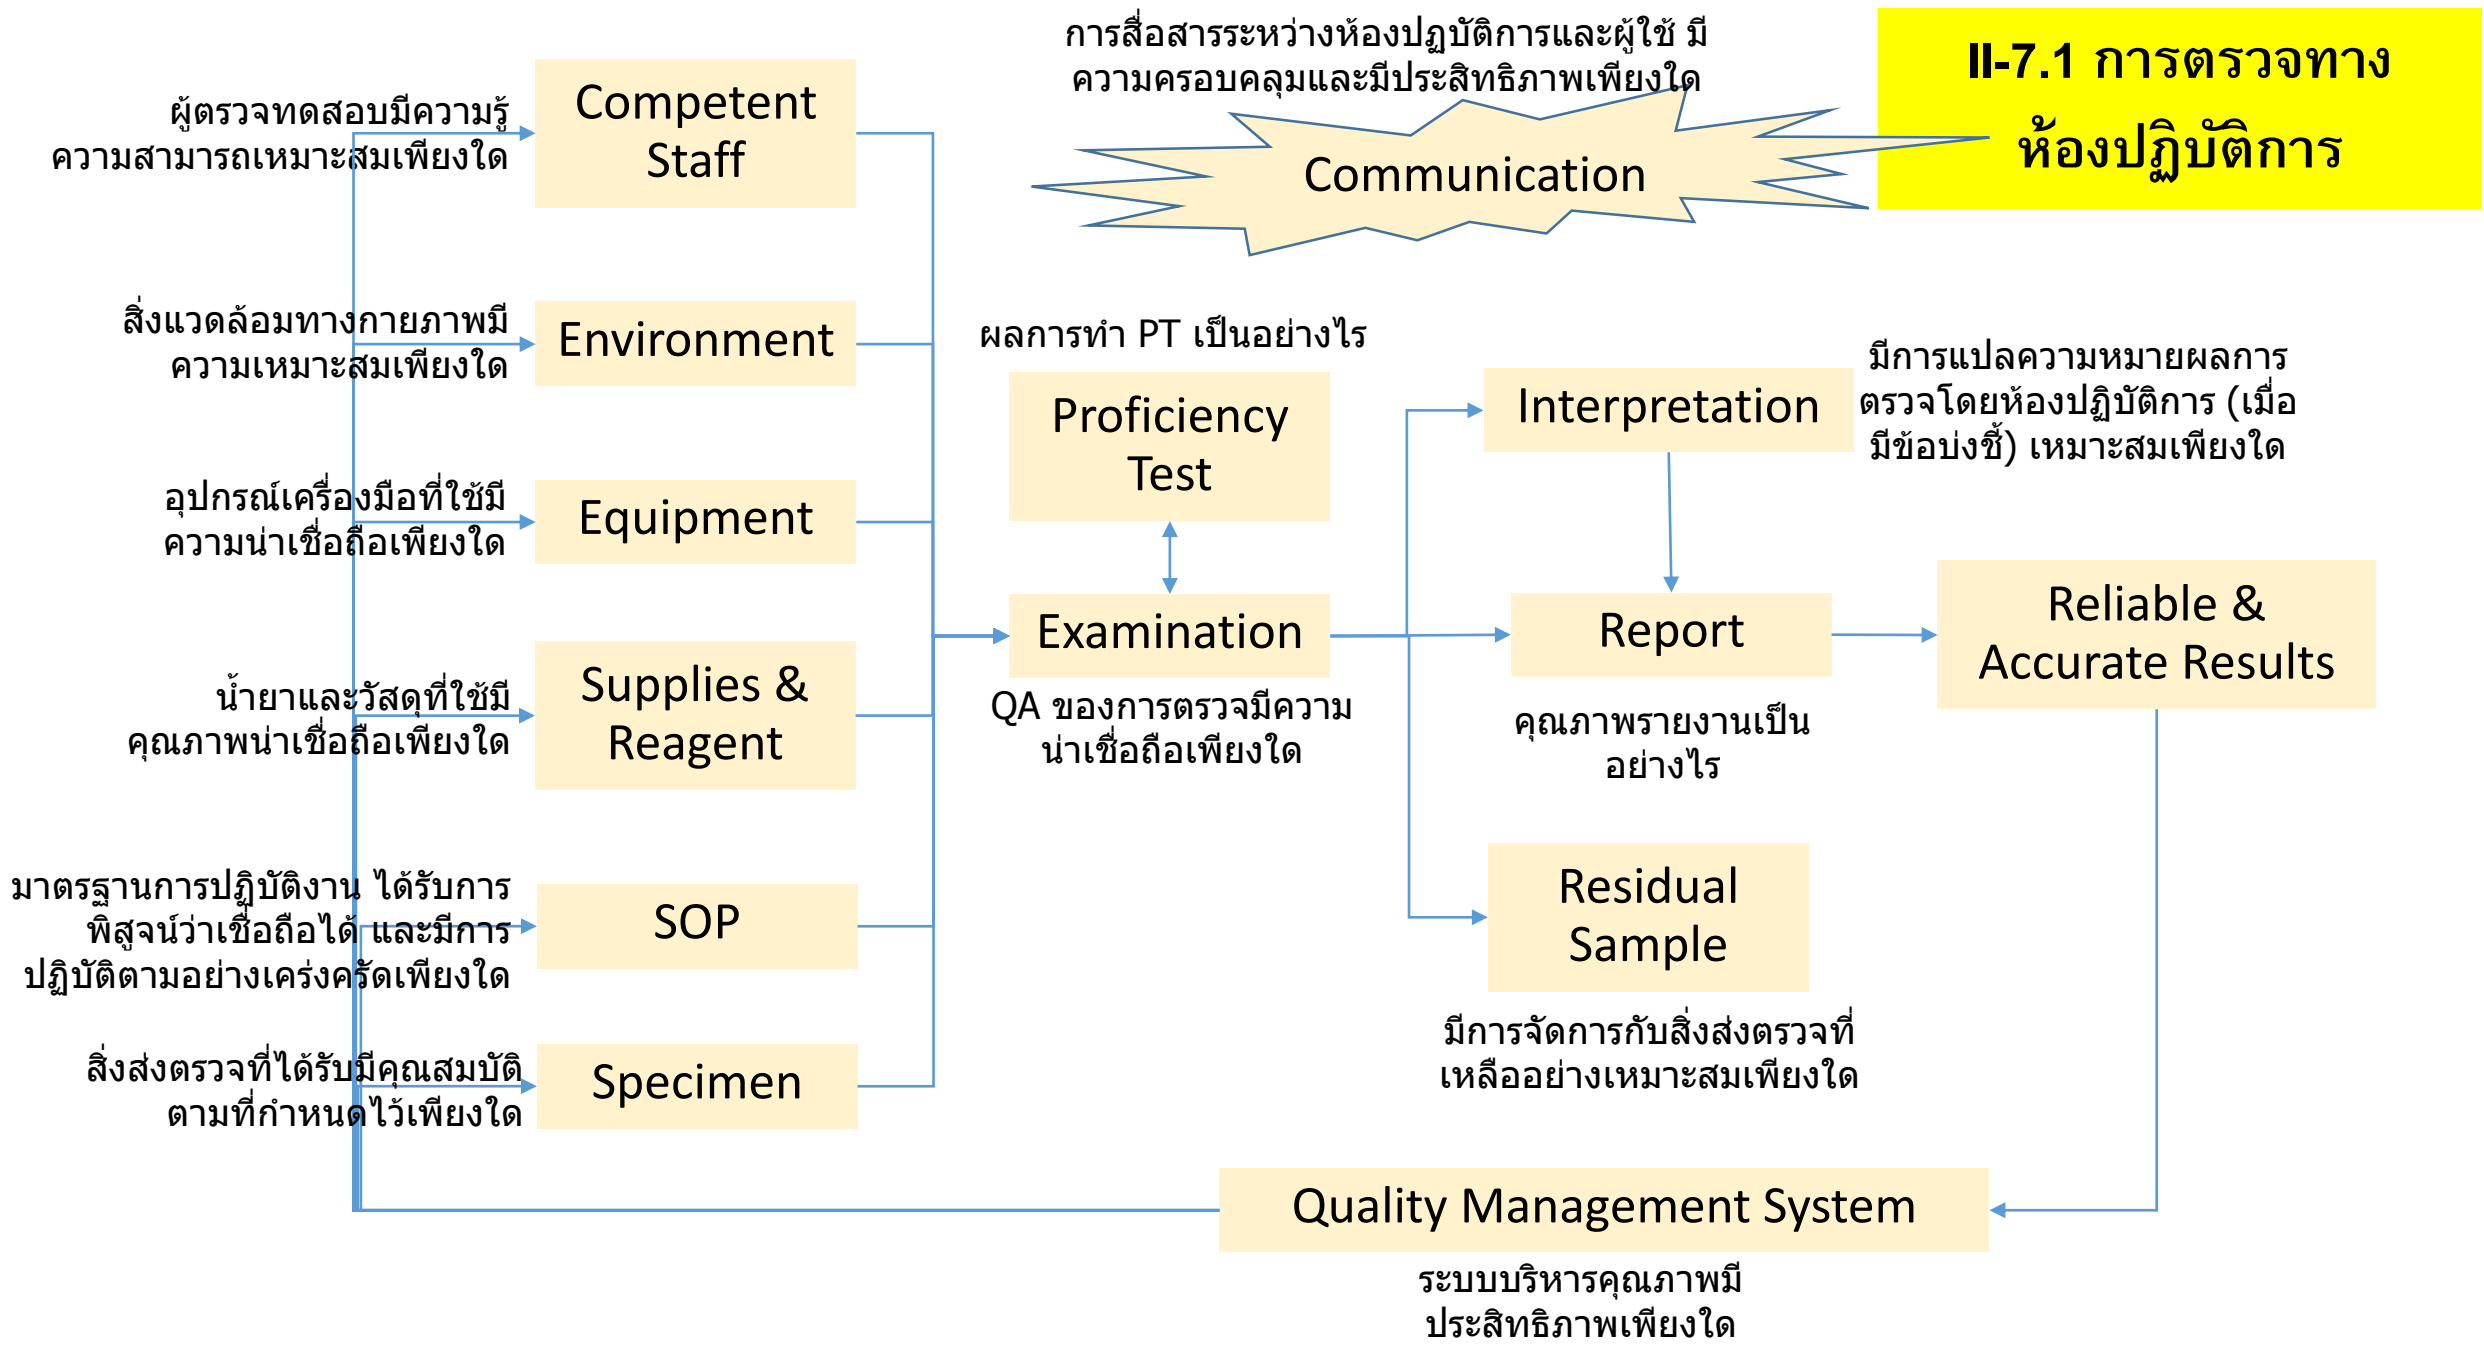 การสื่อสารระหว่างห้องปฏบัติการและผู้ใช้ มี
ความครอบคลุมและมีประสิทธิภาพเพียงใด
II-7.1 การตรวจทาง
ห้องปฏิบัติการ
Communication
ผู้ตรวจทดสอบมีความรู้
ความสามารถเหมาะสมเพียงใด
Competent
Staff
สิ่งแวดล้อมทางกายภาพมี
ความเหมาะสมเพียงใด
Environment
อุปกรณ์เครื่องมือที่ใช้มี
ความน่าเชื่อถือเพียงใด
Equipment
น้ำยาและวัสดุที่ใช้มี
คุณภาพน่าเชื่อถือเพียงใด
Supplies &
Reagent
มาตรฐานการปฏิบัติงาน ได้รับการ
พิสูจน์ว่าเชื่อถือได้ และมีการ
ปฏิบัติตามอย่างเคร่งครัดเพียงใด
SOP
สิ่งส่งตรวจที่ได้รับมีคุณสมบัติ
ตามที่กำหนดไว้เพียงใด
Specimen
ผลการทำ PT เป็นอย่างไร
Proficiency
Test
Examination
QA ของการตรวจมีความ
น่าเชื่อถือเพียงใด
Interpretation
มีการแปลความหมายผลการ
ตรวจโดยห้องปฏิบัติการ (เมื่อ
มีข้อบ่งชี้) เหมาะสมเพียงใด
Report
คุณภาพรายงานเป็น
อย่างไร
Reliable &
Accurate Results
Residual
Sample
มีการจัดการกับสิ่งส่งตรวจที่
เหลืออย่างเหมาะสมเพียงใด
Quality Management System
ระบบบริหารคุณภาพมี
ประสิทธิภาพเพียงใด